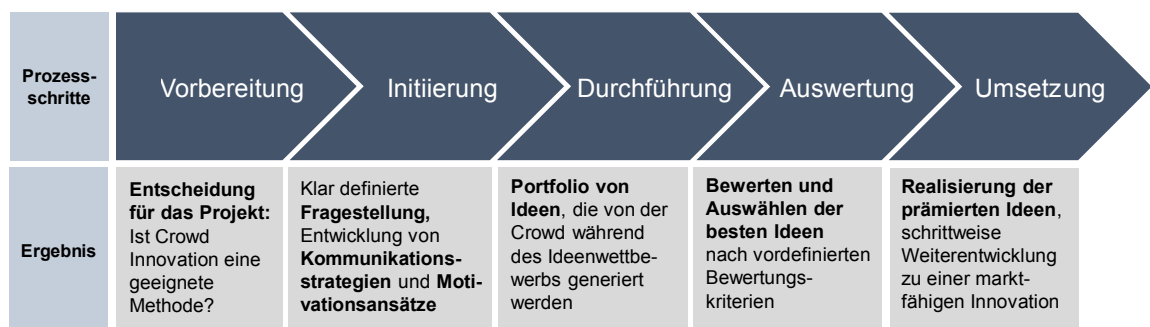 Prozess-
schritte
Vorbereitung
Initiierung
Durchführung
Auswertung
Umsetzung
Ergebnis
Entscheidung
für das Projekt:
Ist Crowd
Innovation eine
geeignete
Methode?
Klar definierte
Fragestellung,
Entwicklung von
Kommunikations-
strategien und Moti-
vationsansätze
Portfolio von
Ideen, die von der
Crowd während
des Ideenwettbe-
werbs generiert
werden
Bewerten und
Auswählen der
besten Ideen
nach vordefinierten
Bewertungs-
kriterien
Realisierung der
prämierten Ideen,
schrittweise
Weiterentwicklung
zu einer markt-
fähigen Innovation